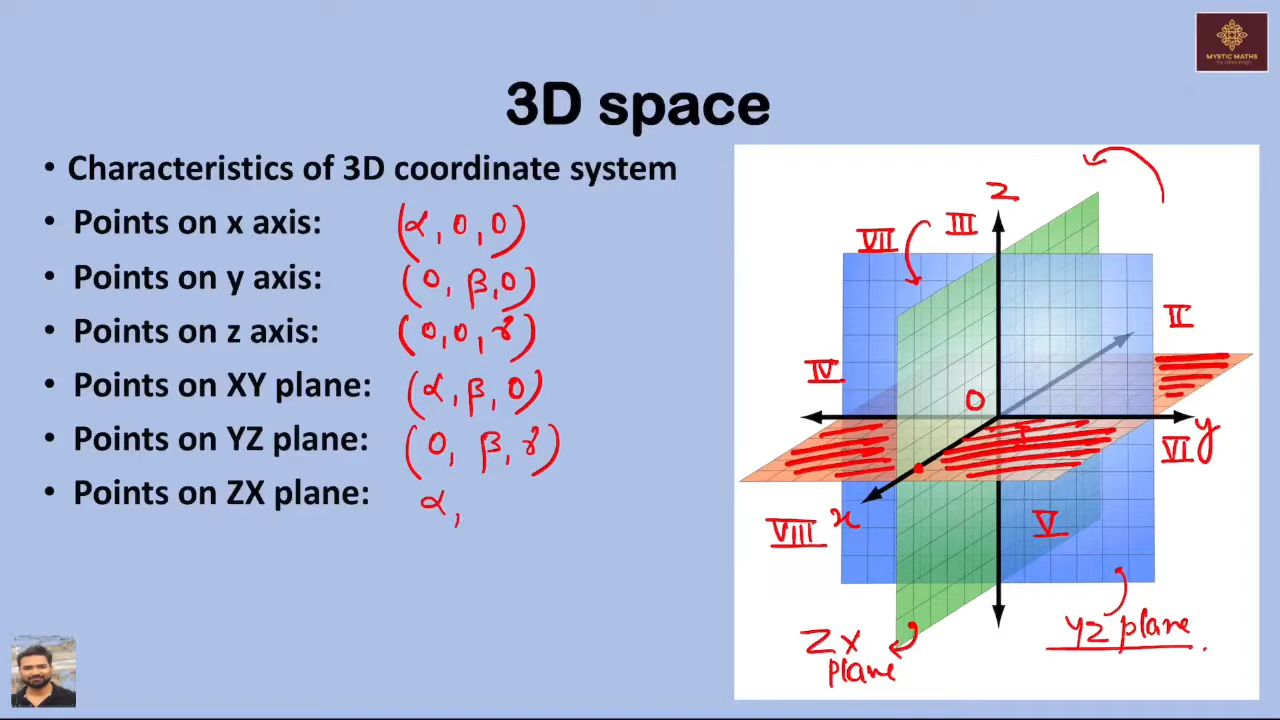 MYSTIC MATHS
3D space
• Characteristics of 3D coordinate system
• Points on x axis: (α, 0, 0)
• Points on y axis: (0, β, 0)
• Points on z axis: (0, 0, γ)
• Points on XY plane: (α, β, 0)
• Points on YZ plane: (0, β, γ)
• Points on ZX plane: α,
Z
III
VII
II
IV
O
I
y
VI
x
VIII
V
ZX
plane
YZ plane